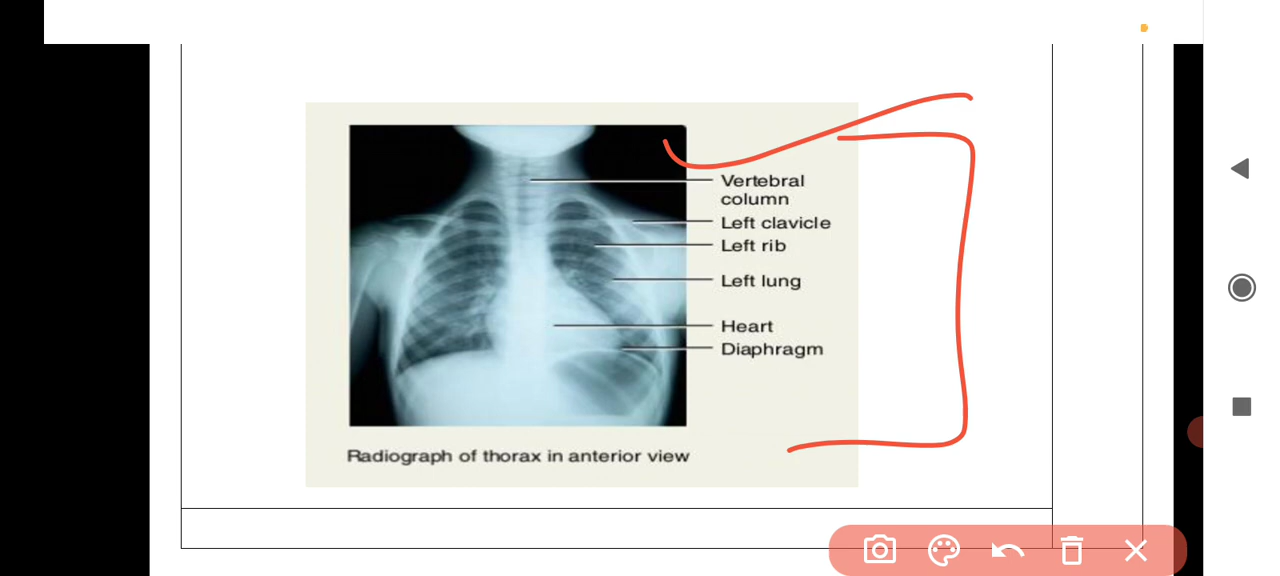 Vertebral
column
Left clavicle
Left rib
Left lung
Heart
Diaphragm
Radiograph of thorax in anterior view